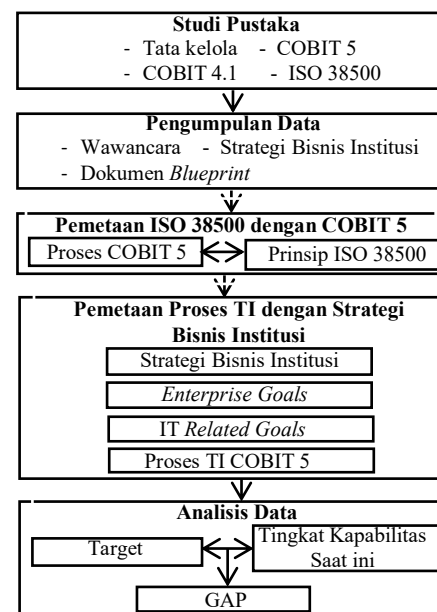 Studi Pustaka
- Tata kelola - COBIT 5
- COBIT 4.1 - ISO 38500
Pengumpulan Data
- Wawancara - Strategi Bisnis Institusi
- Dokumen Blueprint
Pemetaan ISO 38500 dengan COBIT 5
Proses COBIT 5 Prinsip ISO 38500
Pemetaan Proses TI dengan Strategi
Bisnis Institusi
Strategi Bisnis Institusi
Enterprise Goals
IT Related Goals
Proses TI COBIT 5
Analisis Data
Target
Tingkat Kapabilitas
Saat ini
GAP